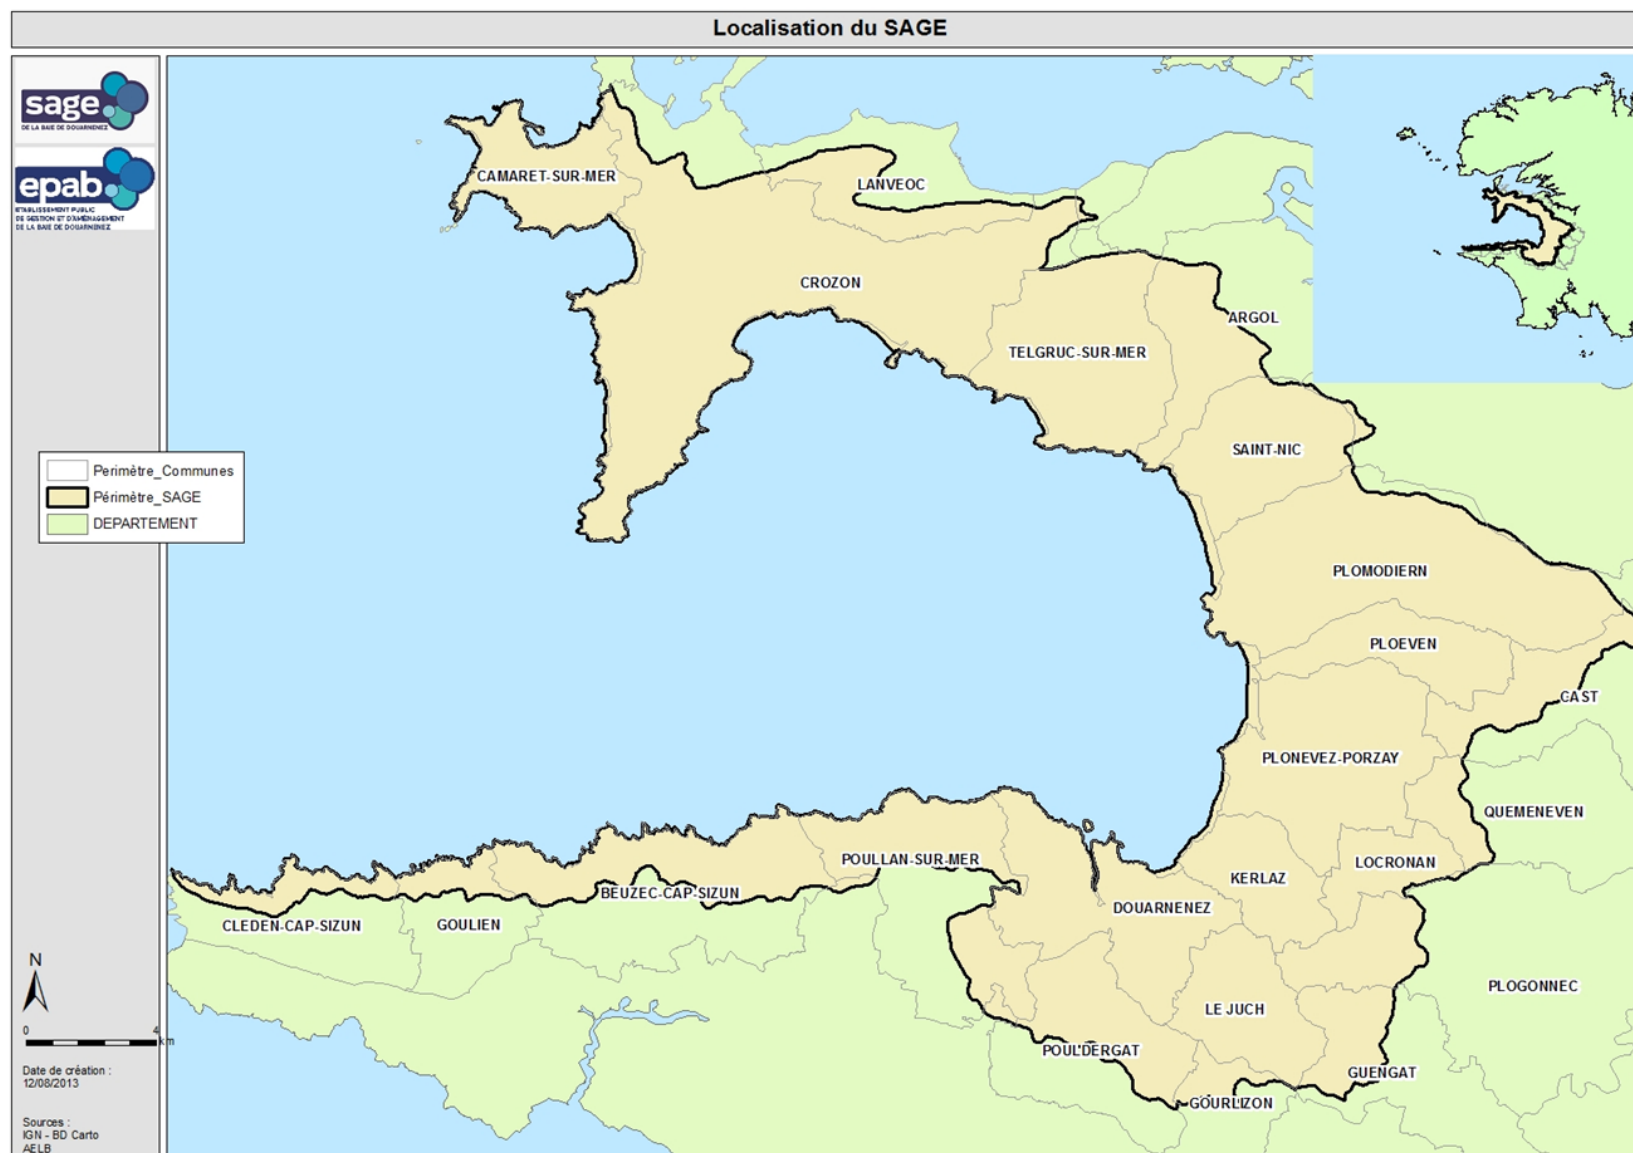 Localisation du SAGE
sage
DE LA BAIE DE DOUARNENEZ
epab
ETABLISSEMENT PUBLIC
DE GESTION ET D'AMÉNAGEMENT
DE LA BAIE DE DOUARNENEZ
CAMARET-SUR-MER
LANVEOC
CROZON
ARGOL
TELGRUC-SUR-MER
SAINT-NIC
Perimètre_Communes
Périmètre_SAGE
DEPARTEMENT
PLOMODIERN
PLOEVEN
CAST
PLONEVEZ-PORZAY
QUEMENEVEN
POULLAN-SUR-MER
LOCRONAN
KERLAZ
BEUZEC-CAP-SIZUN
DOUARNENEZ
CLEDEN-CAP-SIZUN
GOULIEN
PLOGONNEC
LE JUCH
POULDERGAT
GUENGAT
GOURLIZON
N
0 4
km
Date de création :
12/08/2013
Sources :
IGN - BD Carto
AELB